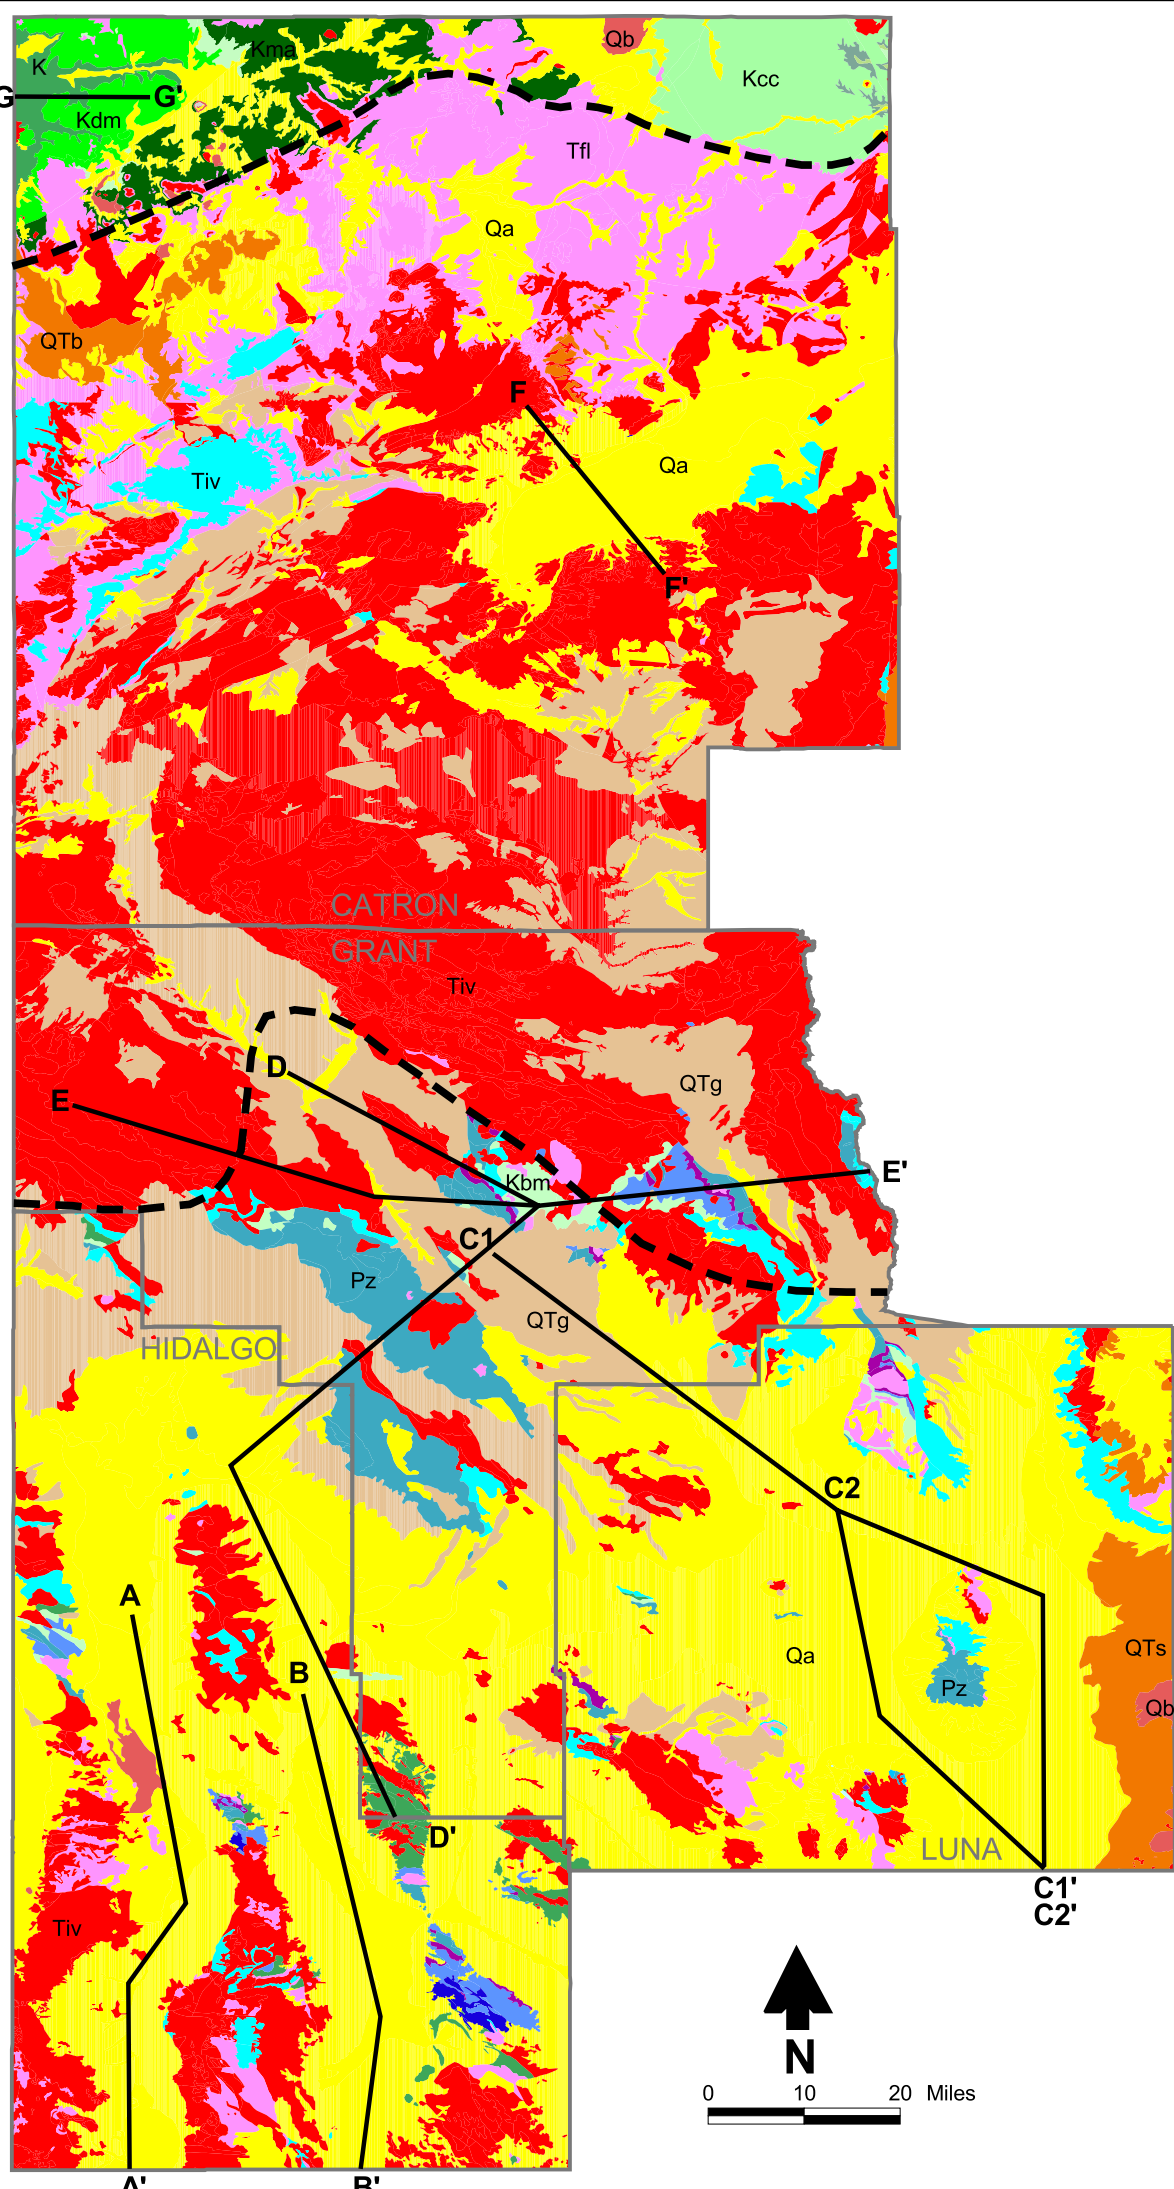 Qb
Kma
K
Kcc
G
G'
Kdm
Tfl
Qa
QTb
F
Qa
Tiv
F'
CATRON
GRANT
Tiv
D
QTg
E
E'
Kbm
C1
Pz
QTg
HIDALGO
C2
A
Qa
QTs
B
Pz
Qb
D'
LUNA
C1'
C2'
Tiv
N
0 10 20 Miles
A'
B'